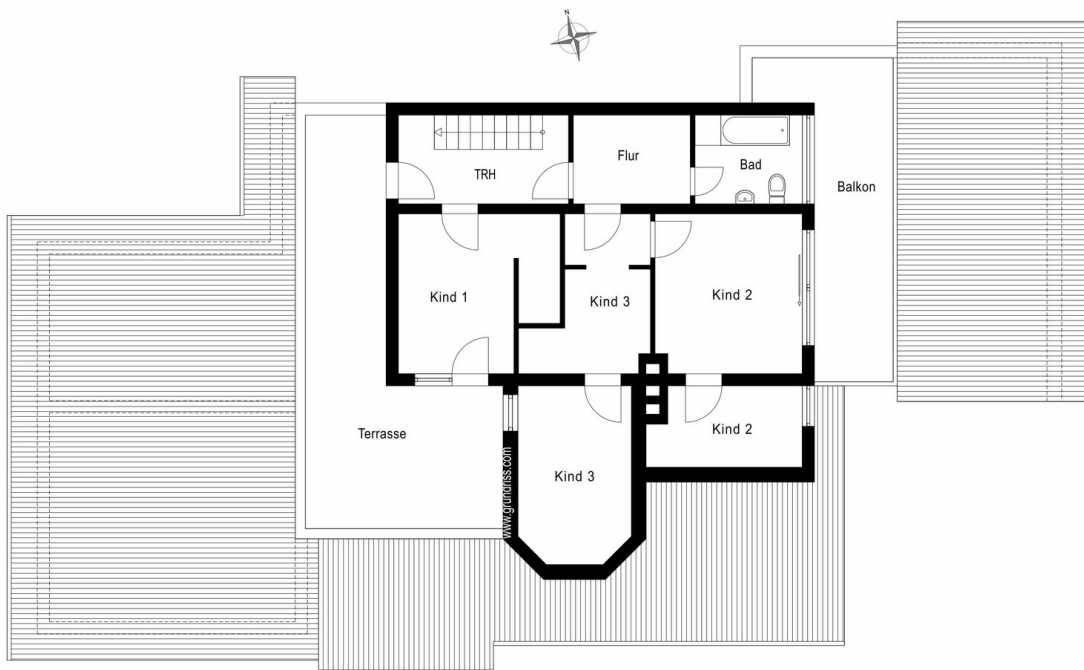 N
Flur
Bad
TRH
Balkon
Kind 1
Kind 3
Kind 2
Terrasse
Kind 2
Kind 3
www.grundriss.com